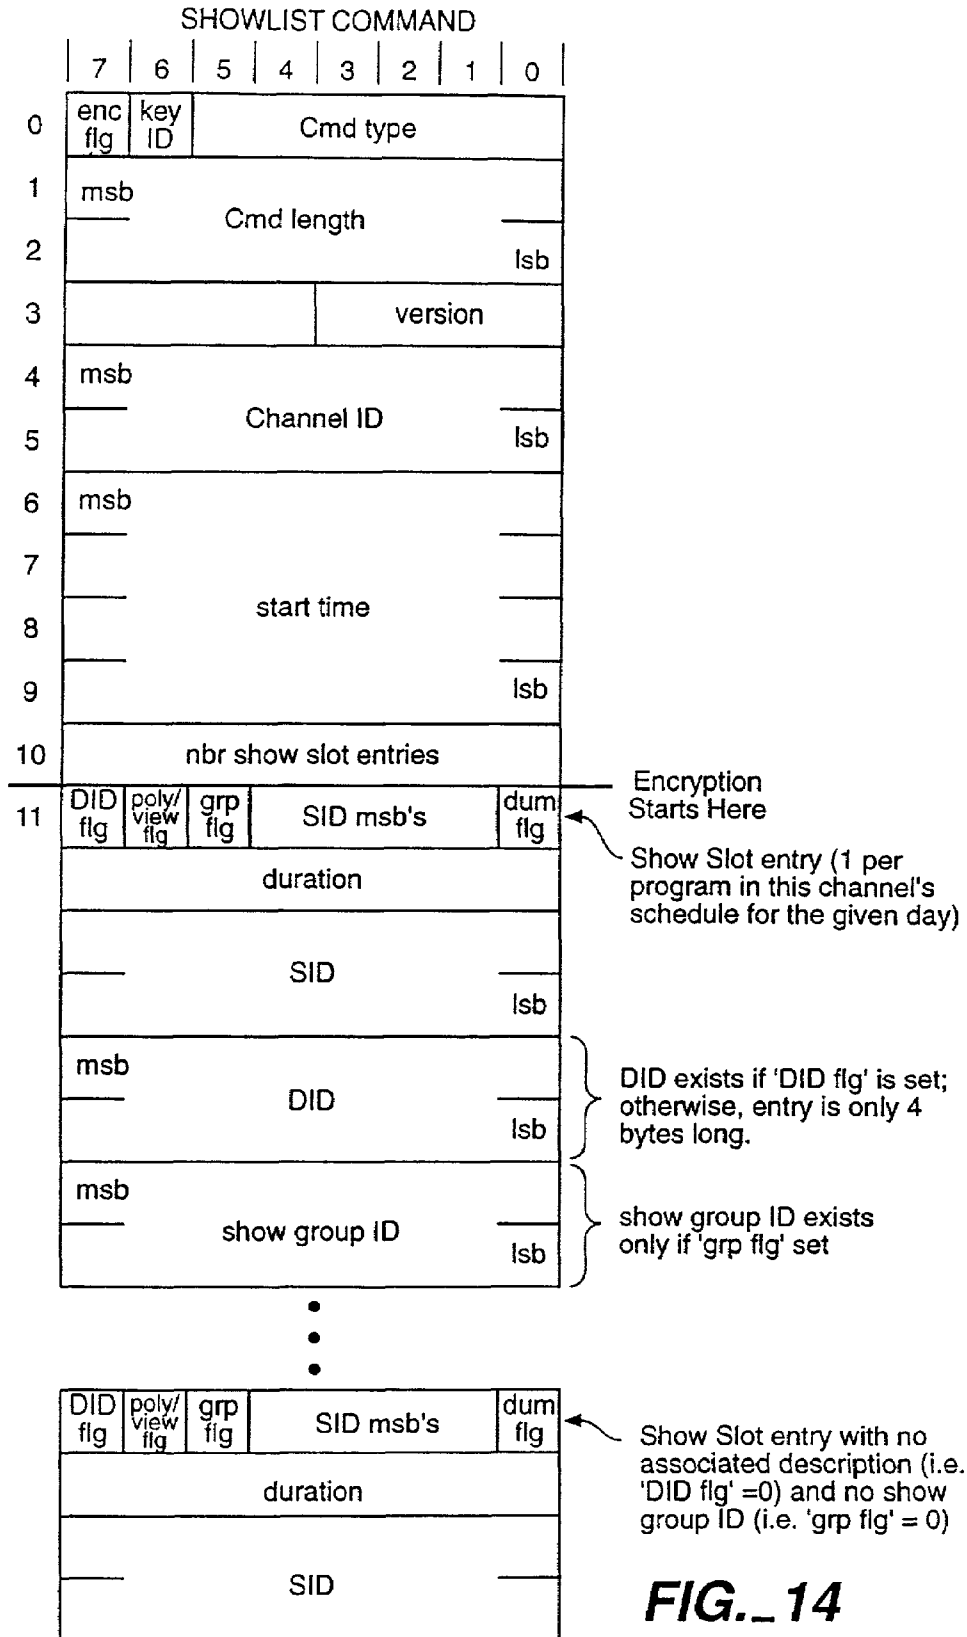 SHOWLIST COMMAND
7 6 5 4 3 2 1 0
0 enc flg key ID Cmd type
1 msb
Cmd length
2 lsb
3 version
4 msb
Channel ID
5 lsb
6 msb
7
start time
8
9 lsb
10 nbr show slot entries
Encryption
Starts Here
11 DID flg poly/ view flg grp flg SID msb's dum flg
Show Slot entry (1 per
program in this channel's
schedule for the given day)
duration
SID
lsb
msb
DID
lsb
DID exists if 'DID flg' is set;
otherwise, entry is only 4
bytes long.
msb
show group ID
lsb
show group ID exists
only if 'grp flg' set
DID flg poly/ view flg grp flg SID msb's dum flg
Show Slot entry with no
associated description (i.e.
'DID flg' =0) and no show
group ID (i.e. 'grp flg' = 0)
duration
SID
FIG._14